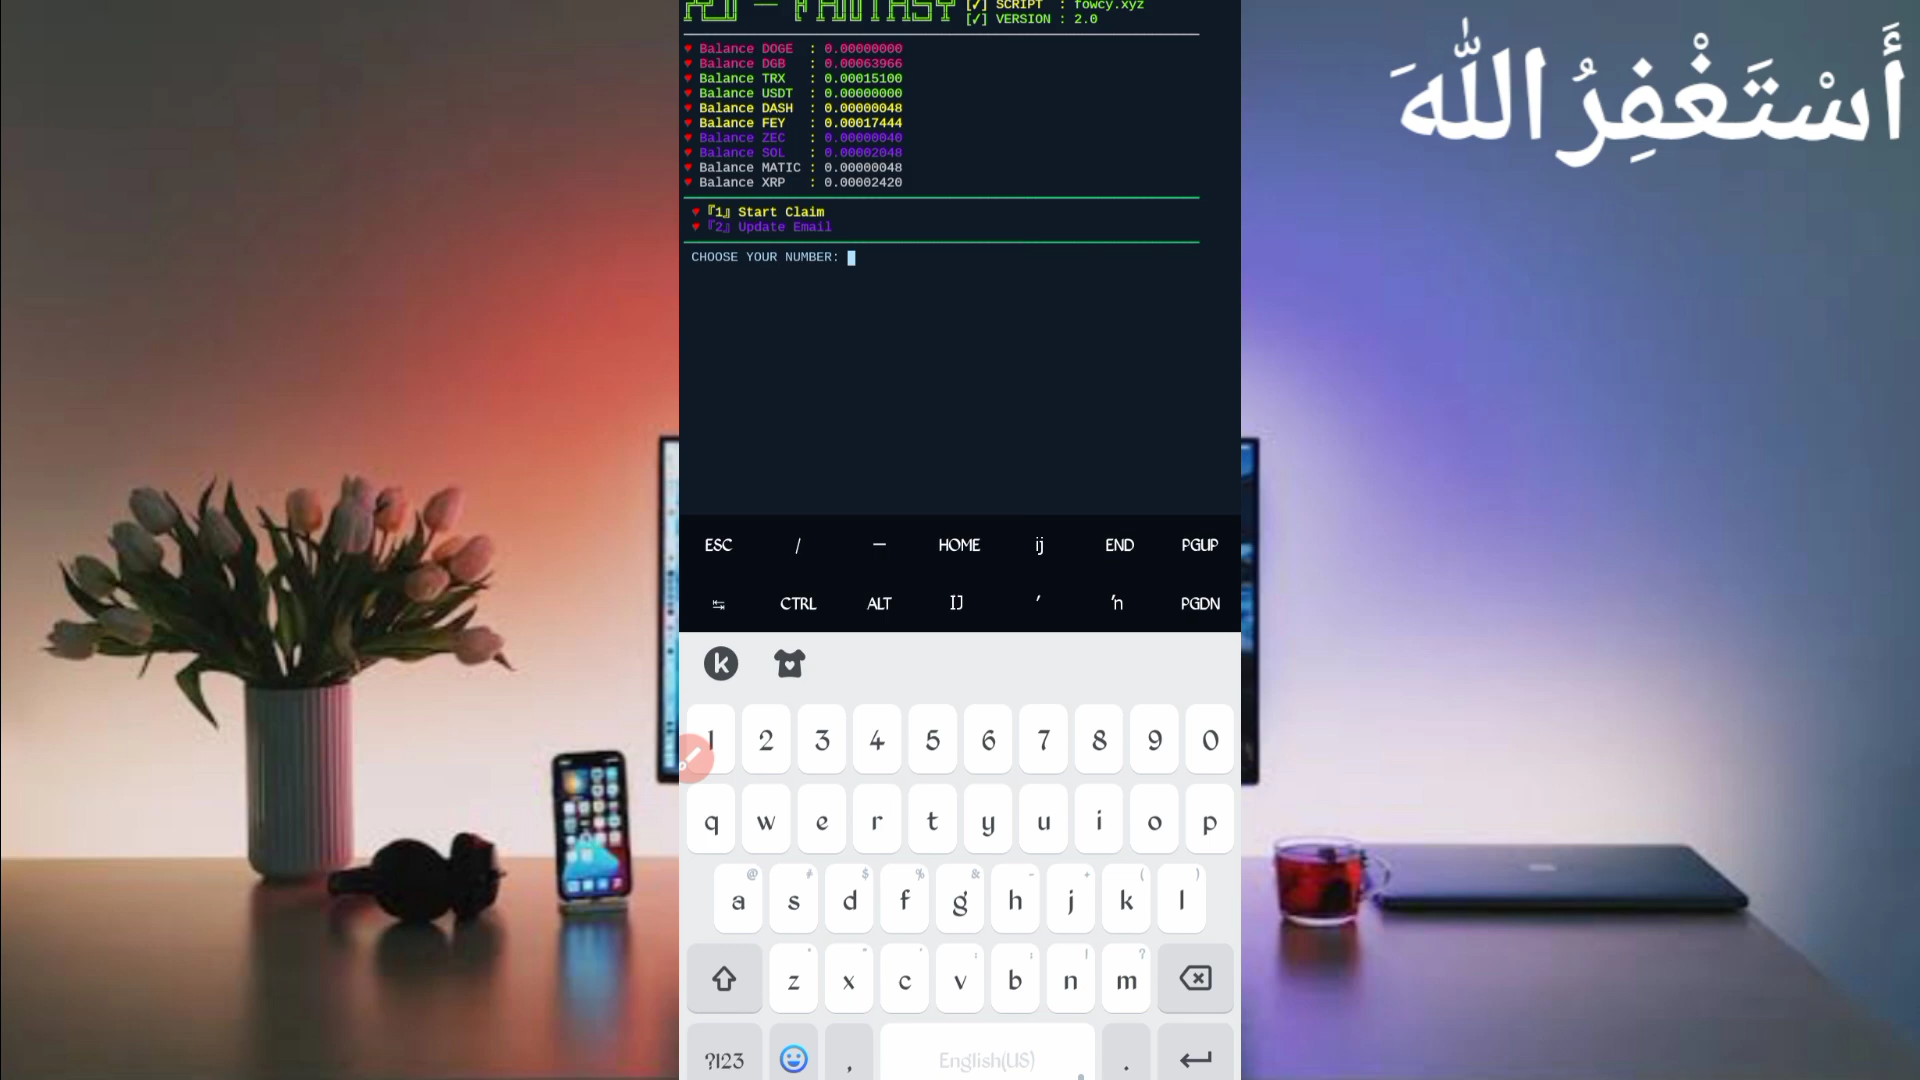 FANTASY
[✓] SCRIPT : fowcy.xyz
[✓] VERSION : 2.0
أَسْتَغْفِرُ اللّٰهَ
♥ Balance DOGE : 0.00000000
♥ Balance DGB : 0.00063966
♥ Balance TRX : 0.00015100
♥ Balance USDT : 0.00000000
♥ Balance DASH : 0.00000048
♥ Balance FEY : 0.00017444
♥ Balance ZEC : 0.00000040
♥ Balance SOL : 0.00002048
♥ Balance MATIC : 0.00000048
♥ Balance XRP : 0.00002420
♥ 『1』 Start Claim
♥ 『2』 Update Email
CHOOSE YOUR NUMBER:
ESC / — HOME ĳ END PGUP
↹ CTRL ALT IJ ʹ ŉ PGDN
k
1 2 3 4 5 6 7 8 9 0
q w e r t y u i o p
@ # $ % & - + ( )
a s d f g h j k l
* " ' : ; ! ?
z x c v b n m
?123 , English(US) .